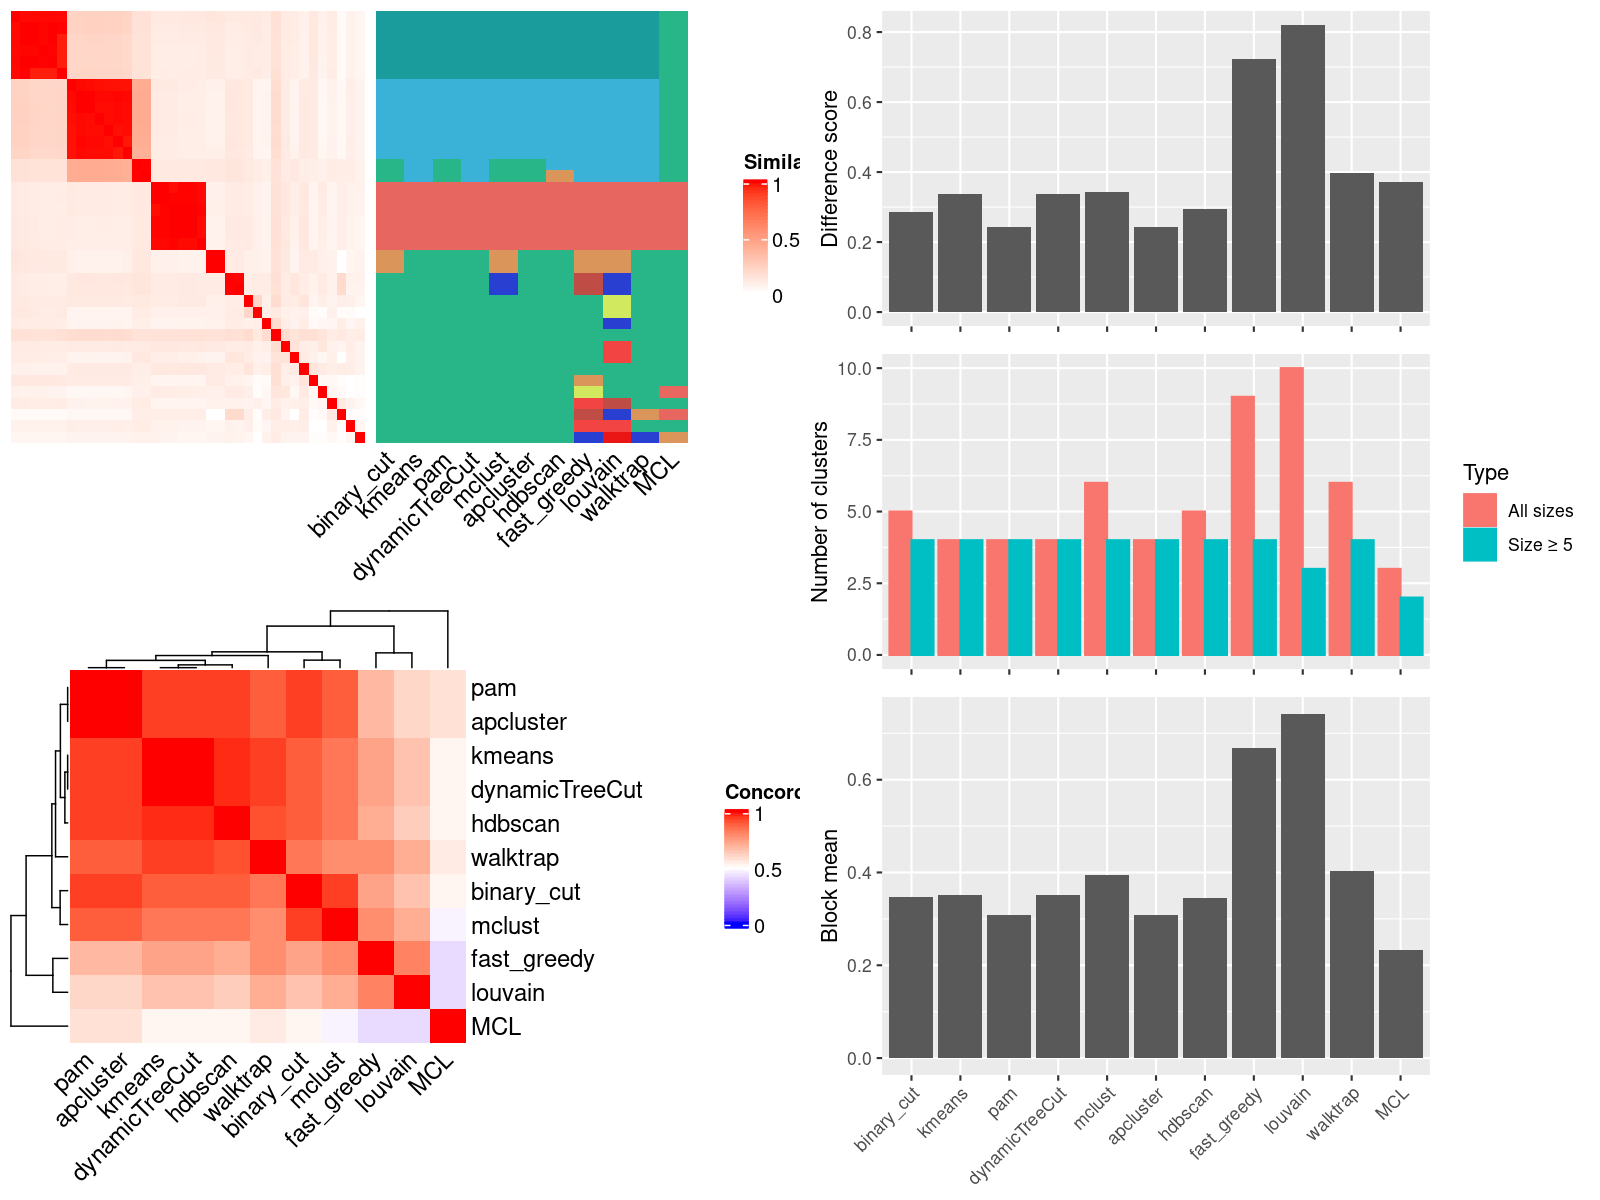 Simila
1
0.5
0
binary_cut
kmeans
pam
dynamicTreeCut
mclust
apcluster
hdbscan
fast_greedy
louvain
walktrap
MCL
pam
apcluster
kmeans
dynamicTreeCut
hdbscan
walktrap
binary_cut
mclust
fast_greedy
louvain
MCL
pam
apcluster
kmeans
dynamicTreeCut
hdbscan
walktrap
binary_cut
mclust
fast_greedy
louvain
MCL
Concord
1
0.5
0
Difference score
0.8
0.6
0.4
0.2
0.0
Number of clusters
10.0
7.5
5.0
2.5
0.0
Type
All sizes
Size ≥ 5
Block mean
0.6
0.4
0.2
0.0
binary_cut
kmeans
pam
dynamicTreeCut
mclust
apcluster
hdbscan
fast_greedy
louvain
walktrap
MCL